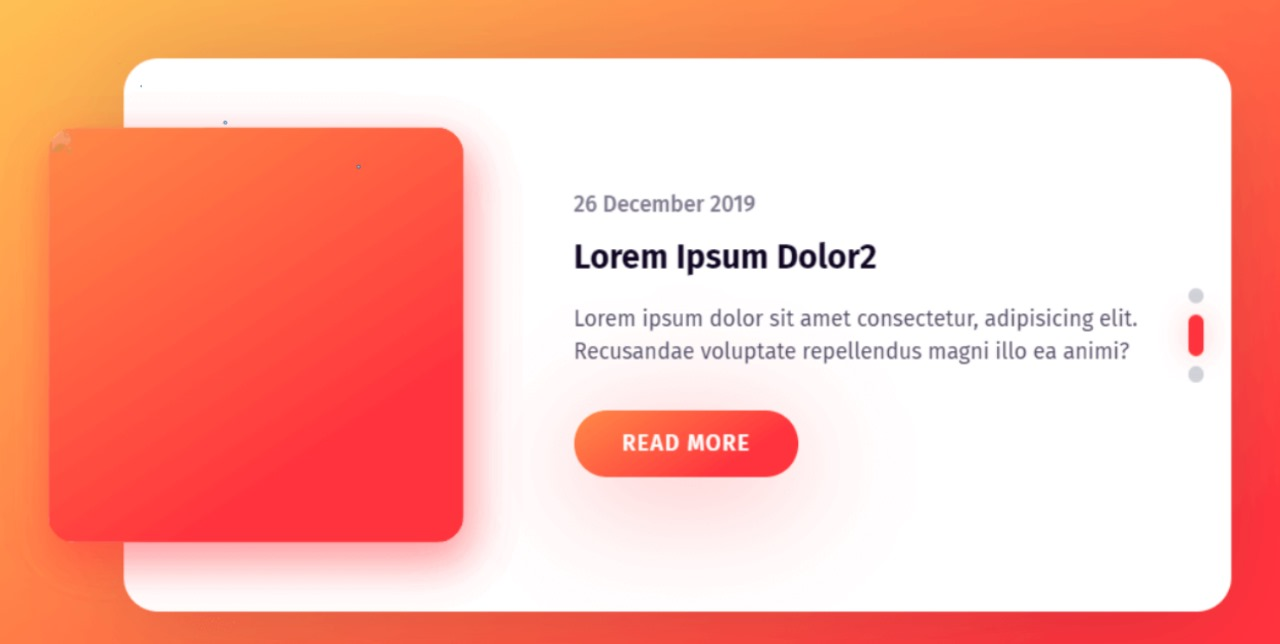 26 December 2019
Lorem Ipsum Dolor2
Lorem ipsum dolor sit amet consectetur, adipisicing elit.
Recusandae voluptate repellendus magni illo ea animi?
READ MORE